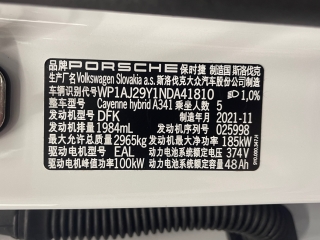 品牌 PORSCHE 保时捷 制造国 斯洛伐克
生产厂名 Volkswagen Slovakia a.s. 斯洛伐克大众汽车股份公司
车辆识别代号 WP1AJ29Y1NDA41810 1,0%
整车型号 Cayenne hybrid A341 乘坐人数 5
发动机型号 DFK 制造年月 2021-11
发动机排量 1984mL 发动机序号 025998
最大允许总质量 2965kg 发动机最大净功率 185kW
驱动电机型号 EAL 动力电池系统额定电压 374V
驱动电机峰值功率 100kW 动力电池系统额定容量 48Ah